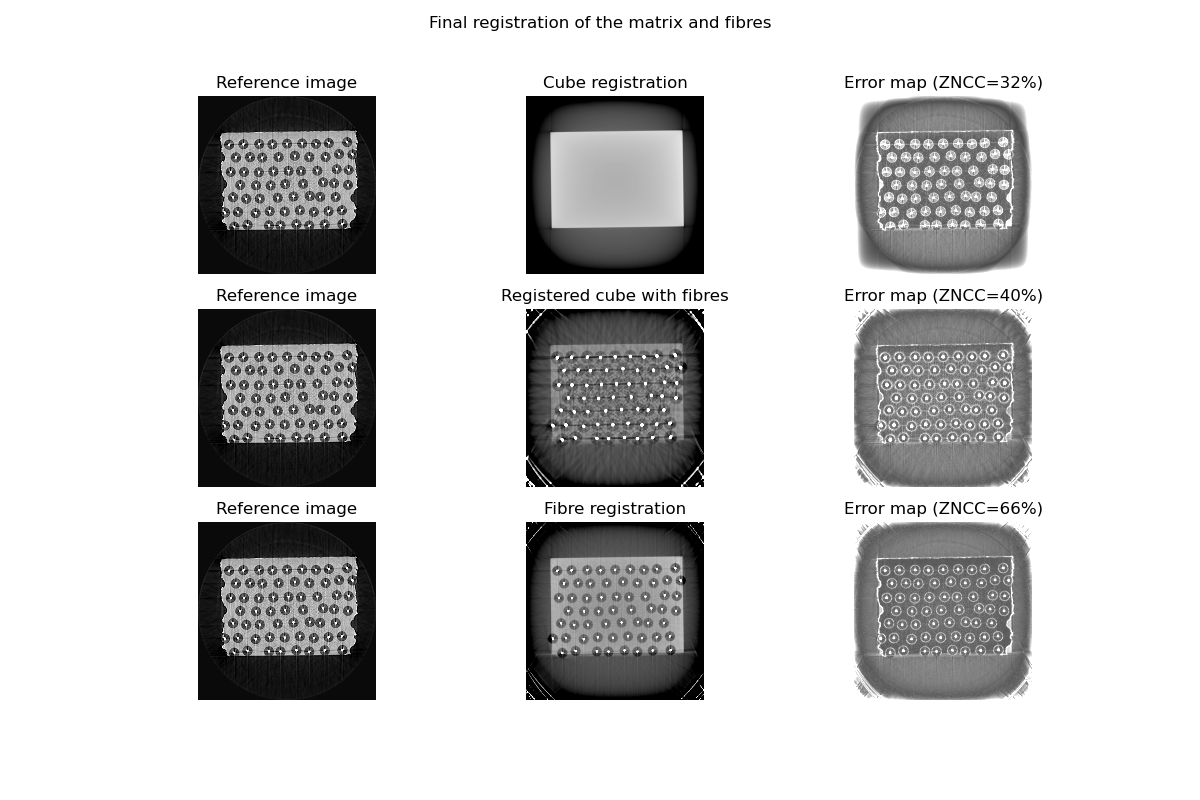 Final registration of the matrix and fibres
Reference image
Cube registration
Error map (ZNCC=32%)
Reference image
Registered cube with fibres
Error map (ZNCC=40%)
Reference image
Fibre registration
Error map (ZNCC=66%)